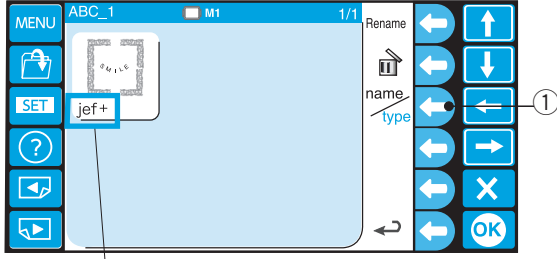 MENU
ABC_1
M1
1/1
Rename
SMILE
SET
jef+
name
type
?
OK
1